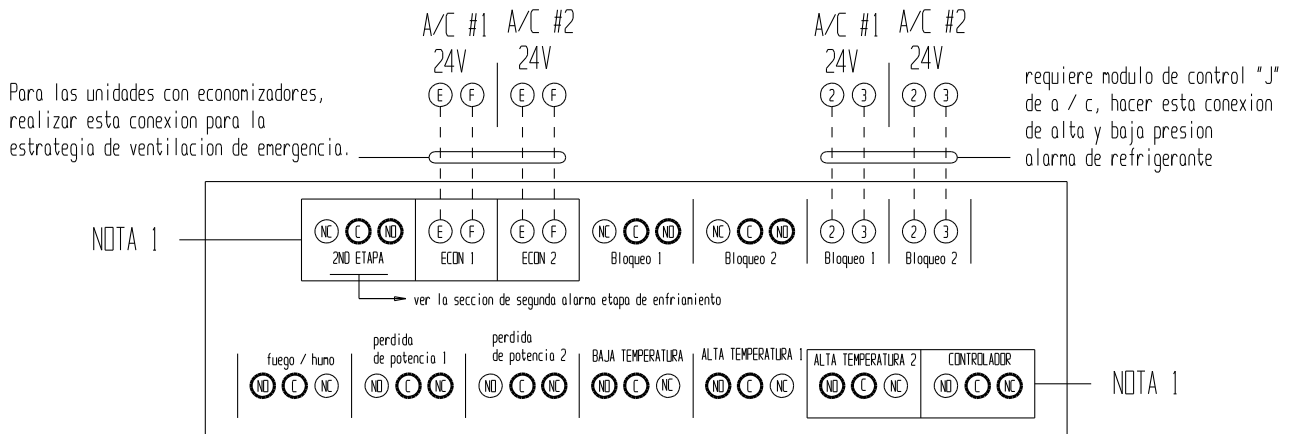 A/C #1 A/C #2
24V 24V
E F E F
A/C #1 A/C #2
24V 24V
2 3 2 3
Para las unidades con economizadores,
realizar esta conexion para la
estrategia de ventilacion de emergencia.
requiere modulo de control "J"
de a / c, hacer esta conexion
de alta y baja presion
alarma de refrigerante
NOTA 1
NC C NO E F E F NC C NO NC C NO 2 3 2 3
2ND ETAPA ECON 1 ECON 2 Bloqueo 1 Bloqueo 2 Bloqueo 1 Bloqueo 2
ver la seccion de segunda alarma etapa de enfriamiento
fuego / humo
perdida
de potencia 1
perdida
de potencia 2
BAJA TEMPERATURA
ALTA TEMPERATURA 1
ALTA TEMPERATURA 2
CONTROLADOR
NO C NC NO C NC NO C NC NO C NC NO C NC NO C NC NO C NC
NOTA 1